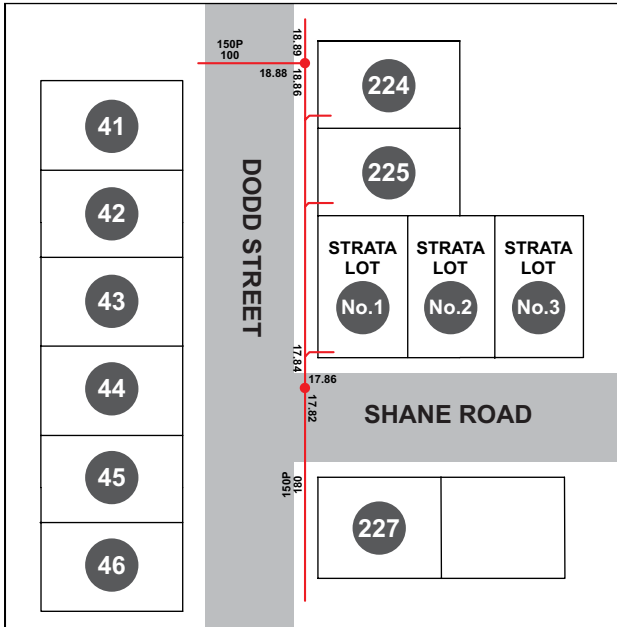 150P
100
18.88
18.89
18.86
224
225
41
42
43
44
45
46
DODD STREET
STRATA
LOT
No.1
STRATA
LOT
No.2
STRATA
LOT
No.3
17.84
17.86
17.82
SHANE ROAD
150P
180
227